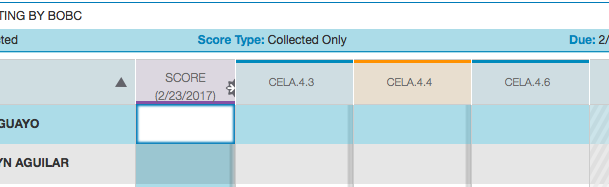 TING BY BOBC
cted Score Type: Collected Only Due: 2/
SCORE CELA.4.3 CELA.4.4 CELA.4.6
(2/23/2017)
GUAYO
YN AGUILAR